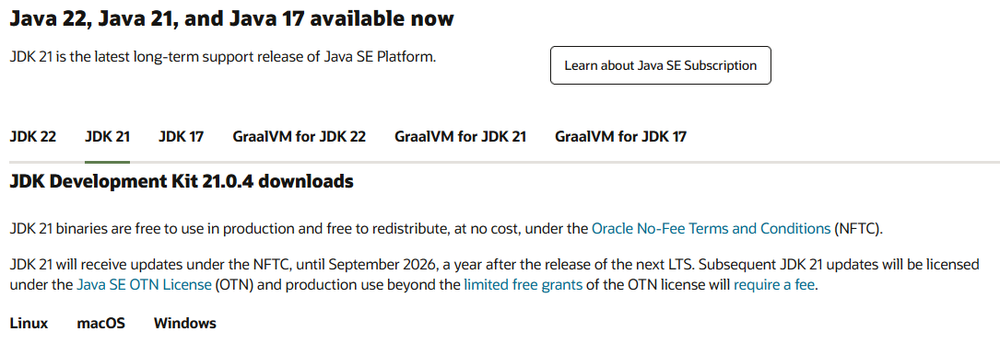 Java 22, Java 21, and Java 17 available now
JDK 21 is the latest long-term support release of Java SE Platform.
Learn about Java SE Subscription
JDK 22 JDK 21 JDK 17 GraalVM for JDK 22 GraalVM for JDK 21 GraalVM for JDK 17
JDK Development Kit 21.0.4 downloads
JDK 21 binaries are free to use in production and free to redistribute, at no cost, under the Oracle No-Fee Terms and Conditions (NFTC).
JDK 21 will receive updates under the NFTC, until September 2026, a year after the release of the next LTS. Subsequent JDK 21 updates will be licensed
under the Java SE OTN License (OTN) and production use beyond the limited free grants of the OTN license will require a fee.
Linux macOS Windows